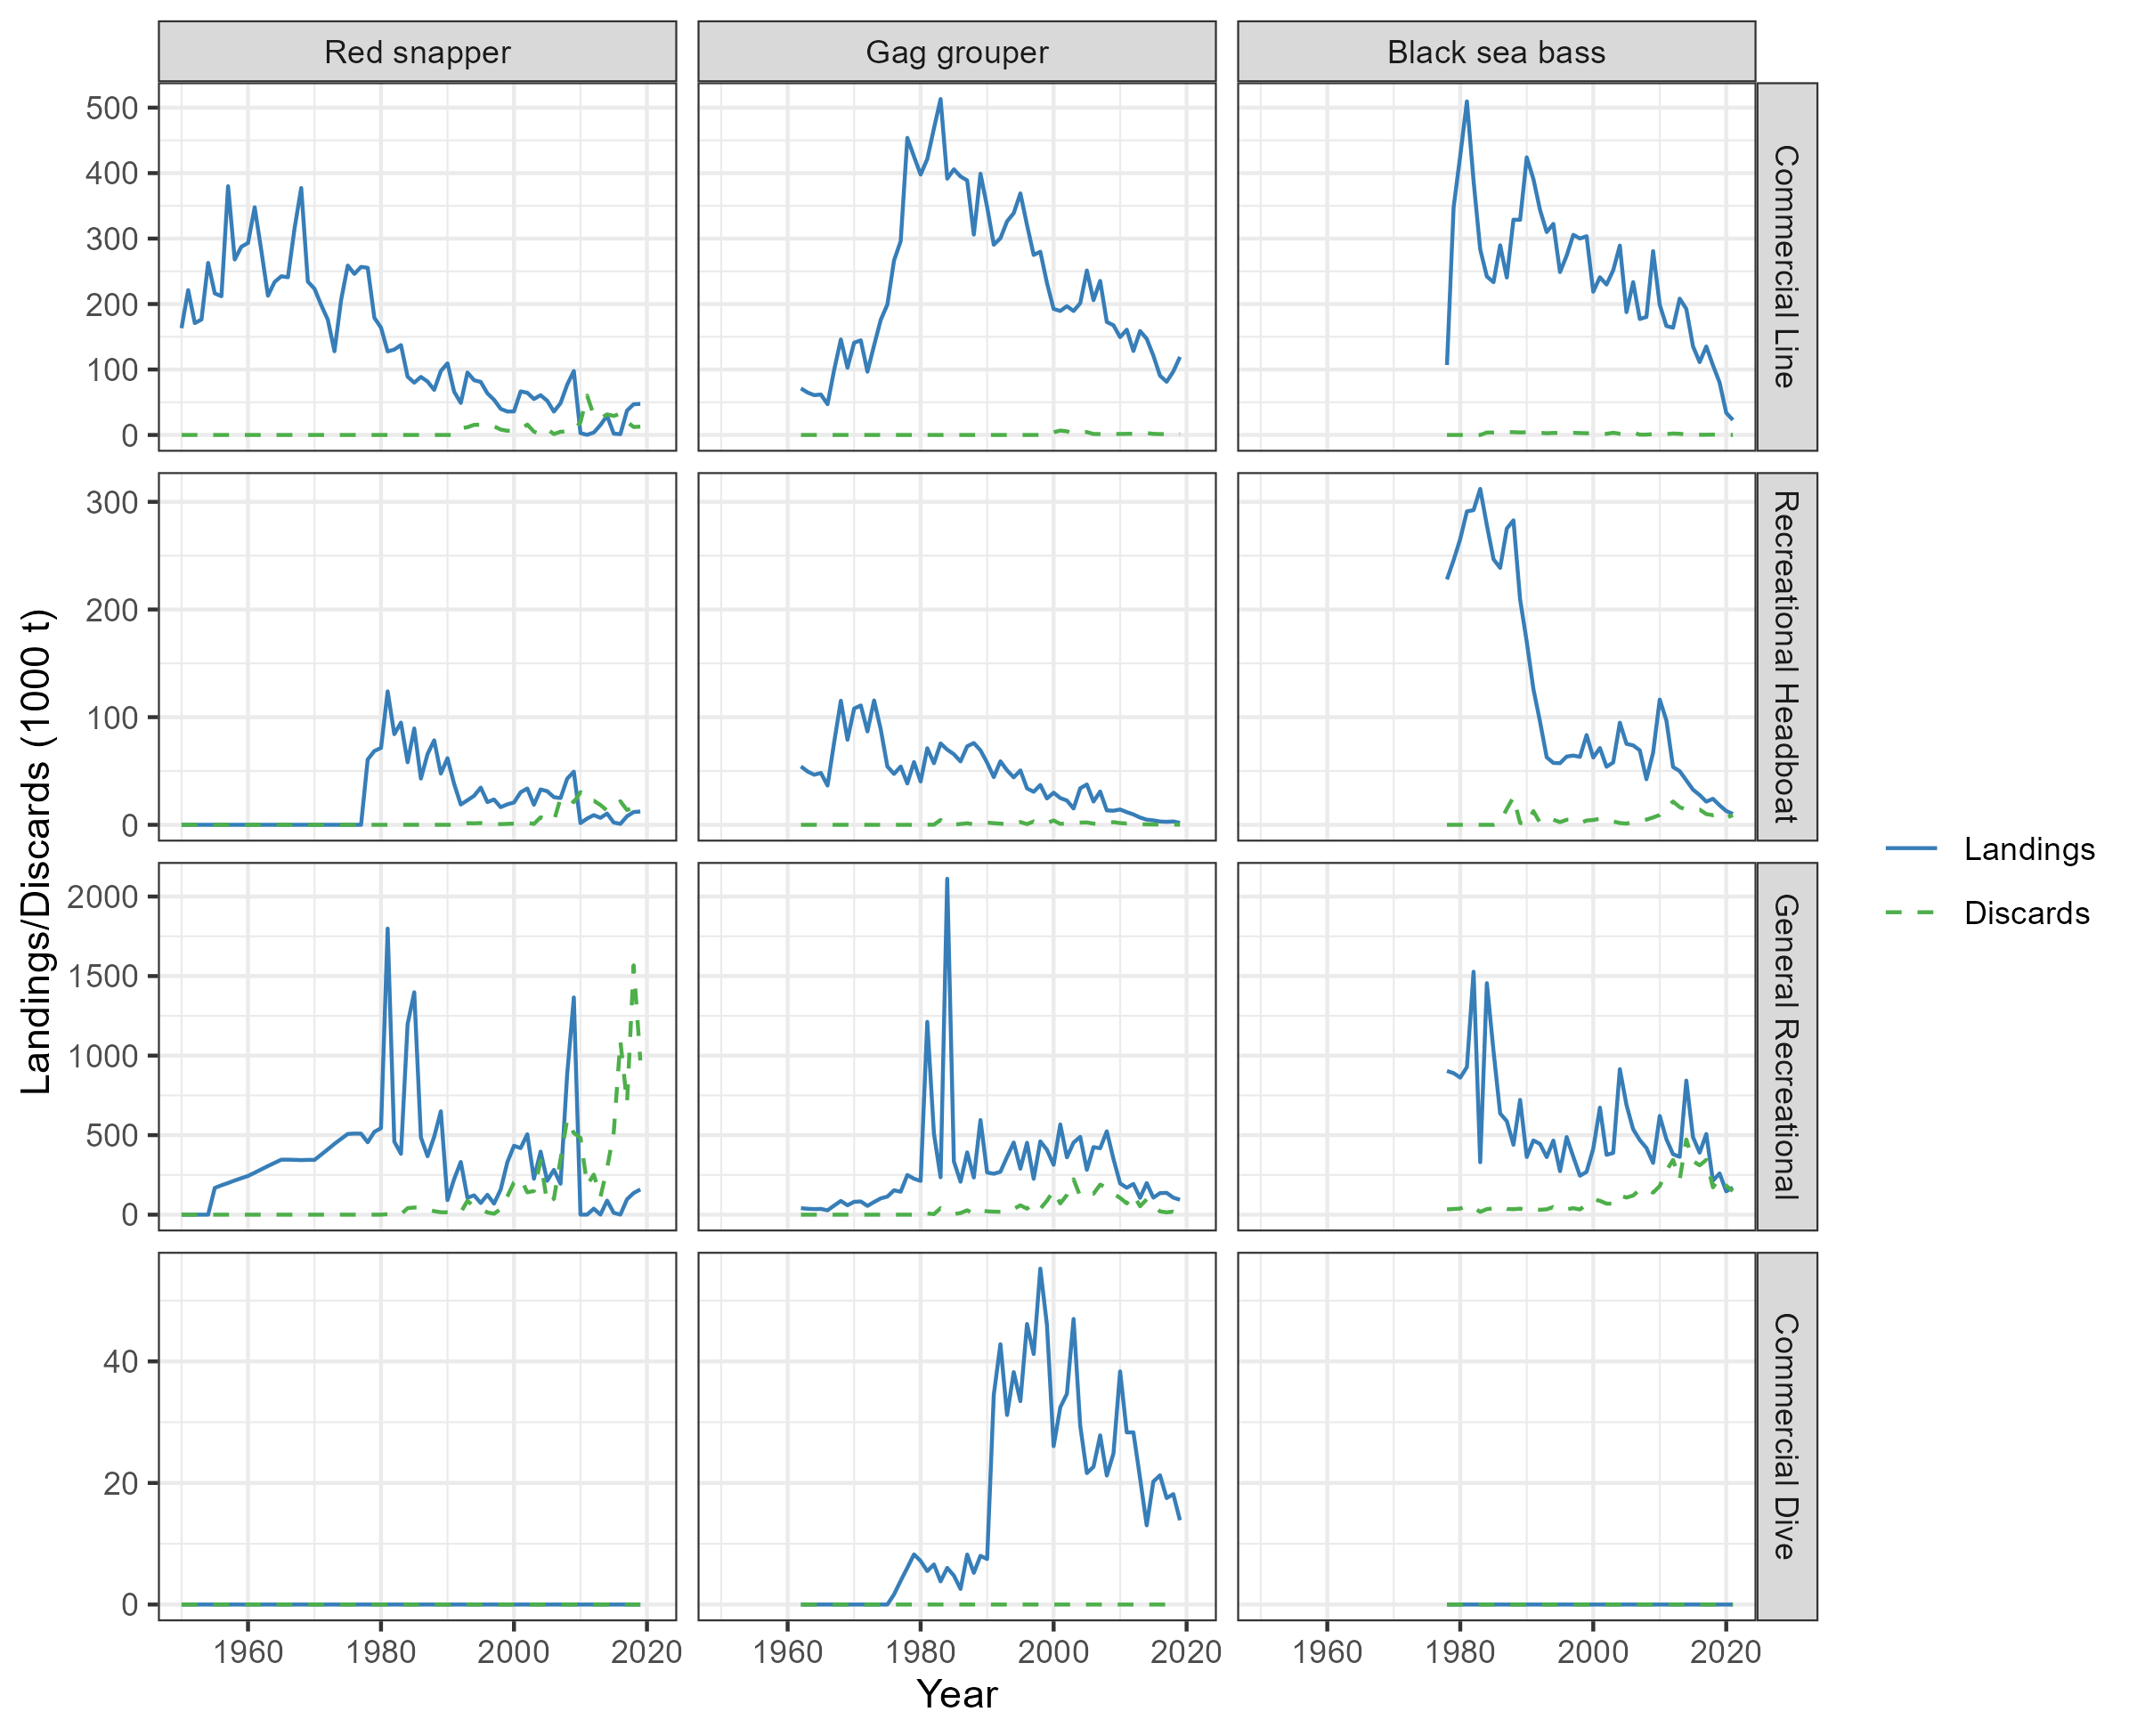 Red snapper
Gag grouper
Black sea bass
500
400
300
200
100
0
Commercial Line
300
200
100
0
Recreational Headboat
2000
1500
1000
500
0
General Recreational
40
20
0
Commercial Dive
1960
1980
2000
2020
1960
1980
2000
2020
1960
1980
2000
2020
Year
Landings/Discards (1000 t)
Landings
Discards